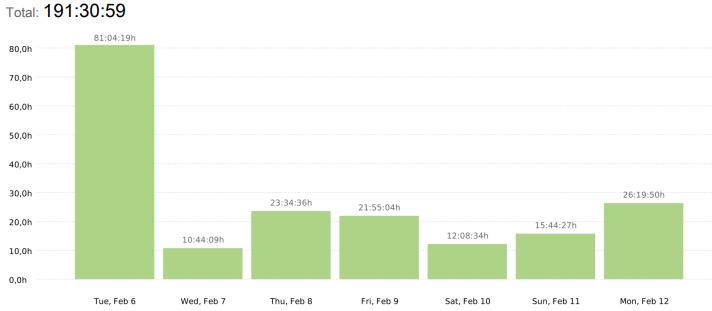 Total: 191:30:59
81:04:19h
80,0h
70,0h
60,0h
50,0h
40,0h
30,0h
26:19:50h
23:34:36h
21:55:04h
20,0h
15:44:27h
12:08:34h
10:44:09h
10,0h
0,0h
Tue, Feb 6 Wed, Feb 7 Thu, Feb 8 Fri, Feb 9 Sat, Feb 10 Sun, Feb 11 Mon, Feb 12